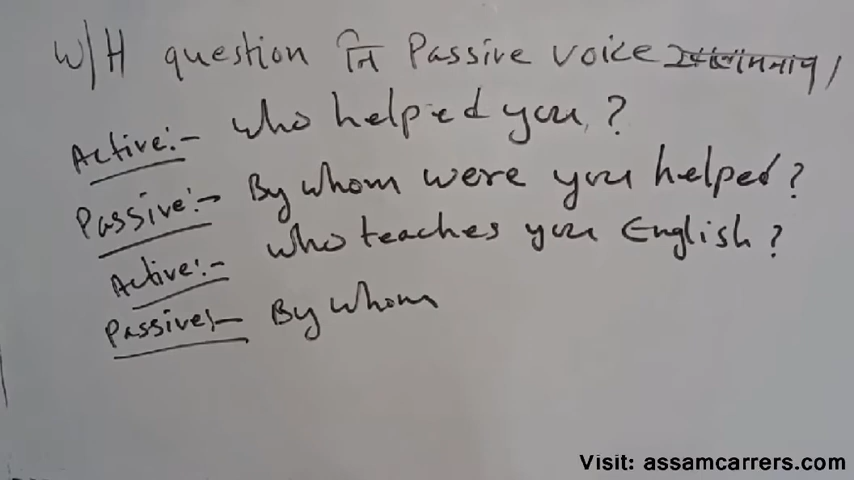 W/H question Passive voice
Active:- Who helped you?
Passive:- By whom were you helped?
Active:- Who teaches you English?
Passive:- By whom
Visit: assamcarrers.com